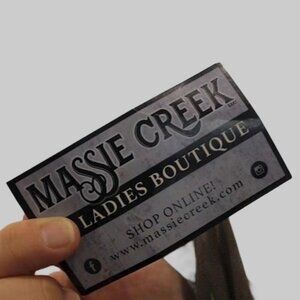 MASSIE CREEK
LADIES BOUTIQUE
SHOP ONLINE!
www.massiecreek.com